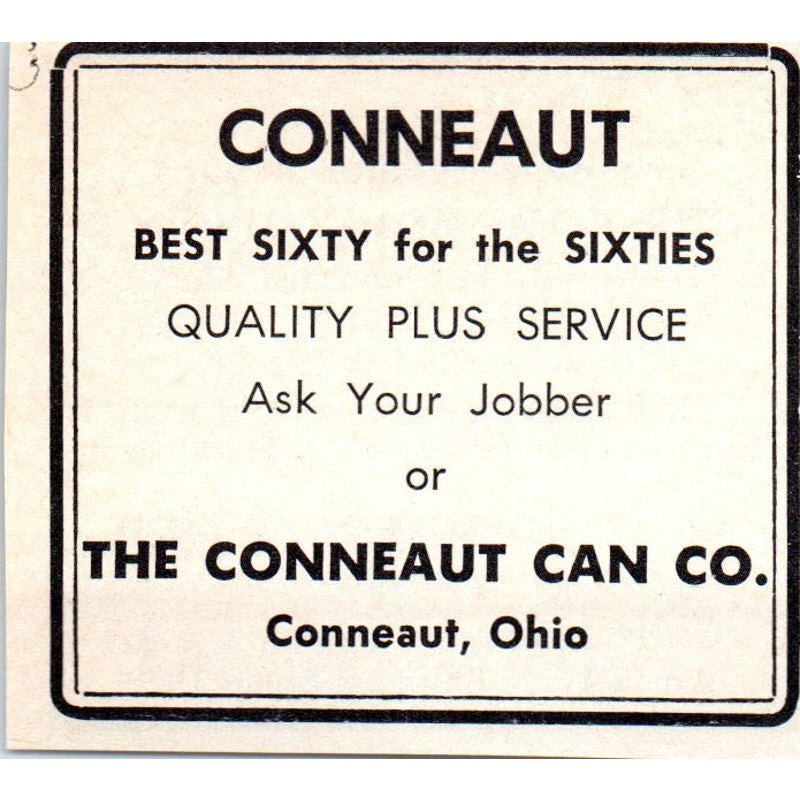 CONNEAUT
BEST SIXTY for the SIXTIES
QUALITY PLUS SERVICE
Ask Your Jobber
or
THE CONNEAUT CAN CO.
Conneaut, Ohio